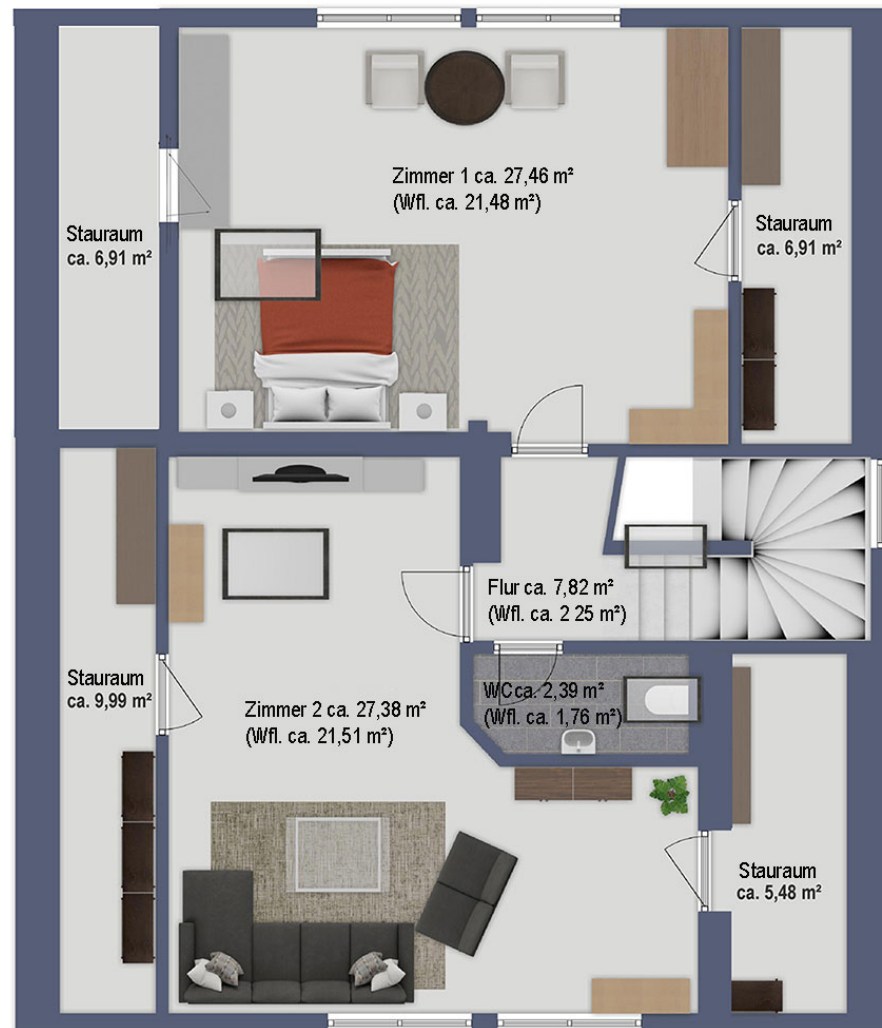 Zimmer 1 ca. 27,46 m²
(Wfl. ca. 21,48 m²)
Stauraum
ca. 6,91 m²
Stauraum
ca. 6,91 m²
Flur ca. 7,82 m²
(Wfl. ca. 2 25 m²)
Stauraum
ca. 9,99 m²
WC ca. 2,39 m²
(Wfl. ca. 1,76 m²)
Zimmer 2 ca. 27,38 m²
(Wfl. ca. 21,51 m²)
Stauraum
ca. 5,48 m²